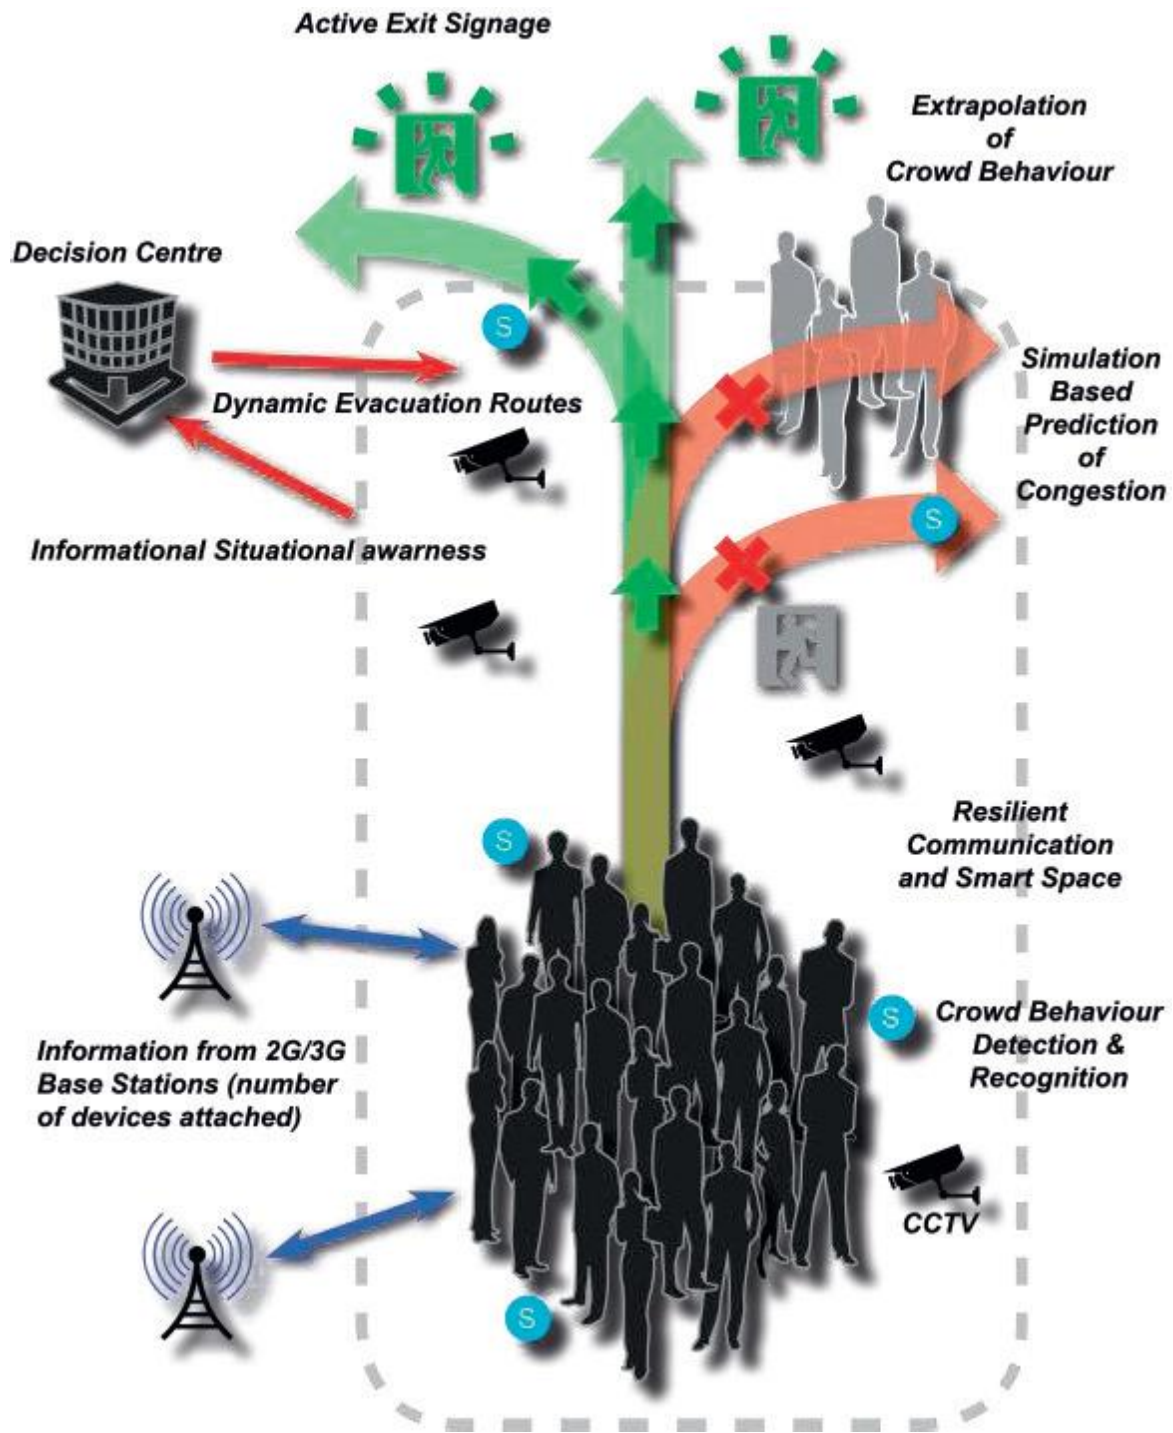 Active Exit Signage
Extrapolation
of
Crowd Behaviour
Decision Centre
S
Dynamic Evacuation Routes
Simulation
Based
Prediction
of
Congestion
S
Informational Situational awarness
Resilient
Communication
and Smart Space
S
S
Crowd Behaviour
Detection &
Recognition
Information from 2G/3G
Base Stations (number
of devices attached)
CCTV
S